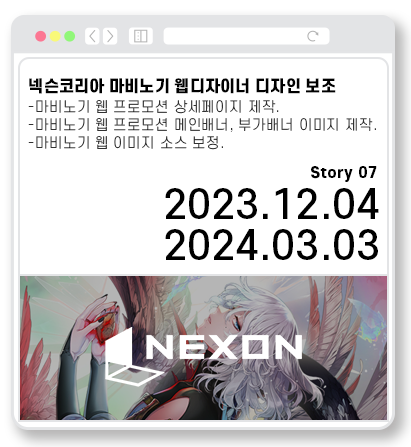 넥슨코리아 마비노기 웹디자이너 디자인 보조
-마비노기 웹 프로모션 상세페이지 제작.
-마비노기 웹 프로모션 메인배너, 부가배너 이미지 제작.
-마비노기 웹 이미지 소스 보정.
Story 07
2023.12.04
2024.03.03
NEXON